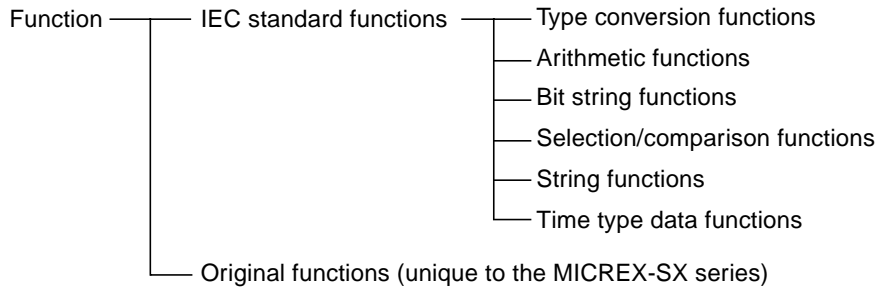 Function
IEC standard functions
Type conversion functions
Arithmetic functions
Bit string functions
Selection/comparison functions
String functions
Time type data functions
Original functions (unique to the MICREX-SX series)